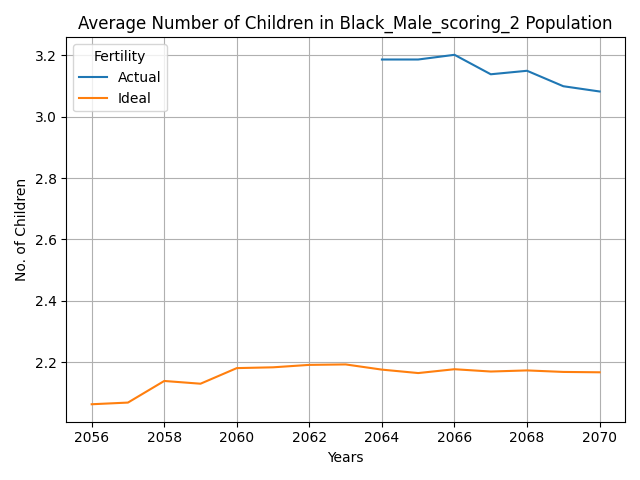 Average Number of Children in Black_Male_scoring_2 Population
Fertility
Actual
Ideal
No. of Children
3.2
3.0
2.8
2.6
2.4
2.2
2056 2058 2060 2062 2064 2066 2068 2070
Years